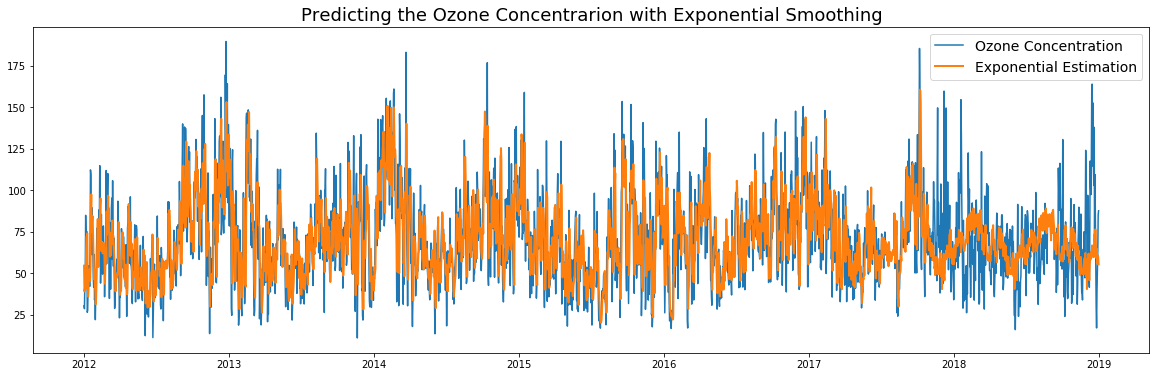 Predicting the Ozone Concentrarion with Exponential Smoothing
Ozone Concentration
Exponential Estimation
175
150
125
100
75
50
25
2012 2013 2014 2015 2016 2017 2018 2019